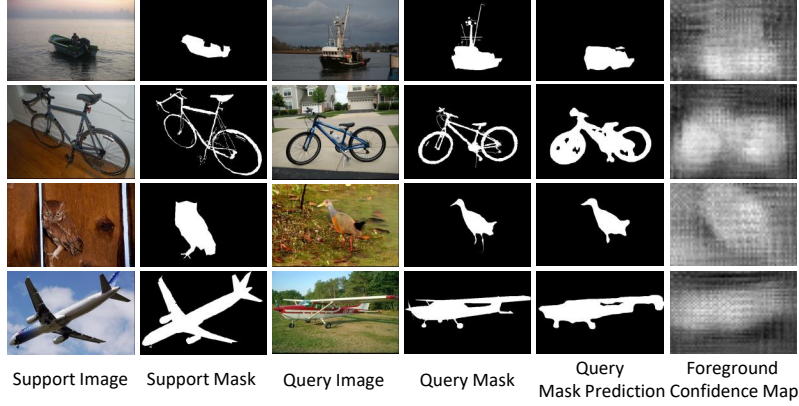 Support Image
Support Mask
Query Image
Query Mask
Query
Mask Prediction
Foreground
Confidence Map